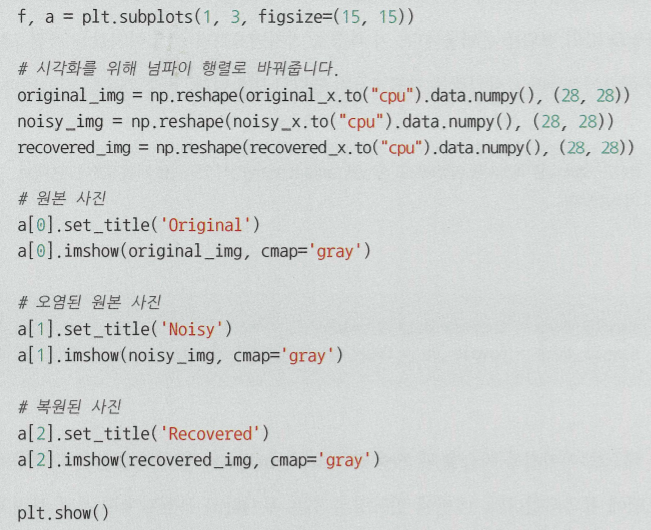 f, a = plt.subplots(1, 3, figsize=(15, 15))
# 시각화를 위해 넘파이 행렬로 바꿔줍니다.
original_img = np.reshape(original_x.to("cpu").data.numpy(), (28, 28))
noisy_img = np.reshape(noisy_x.to("cpu").data.numpy(), (28, 28))
recovered_img = np.reshape(recovered_x.to("cpu").data.numpy(), (28, 28))
# 원본 사진
a[0].set_title('Original')
a[0].imshow(original_img, cmap='gray')
# 오염된 원본 사진
a[1].set_title('Noisy')
a[1].imshow(noisy_img, cmap='gray')
# 복원된 사진
a[2].set_title('Recovered')
a[2].imshow(recovered_img, cmap='gray')
plt.show()